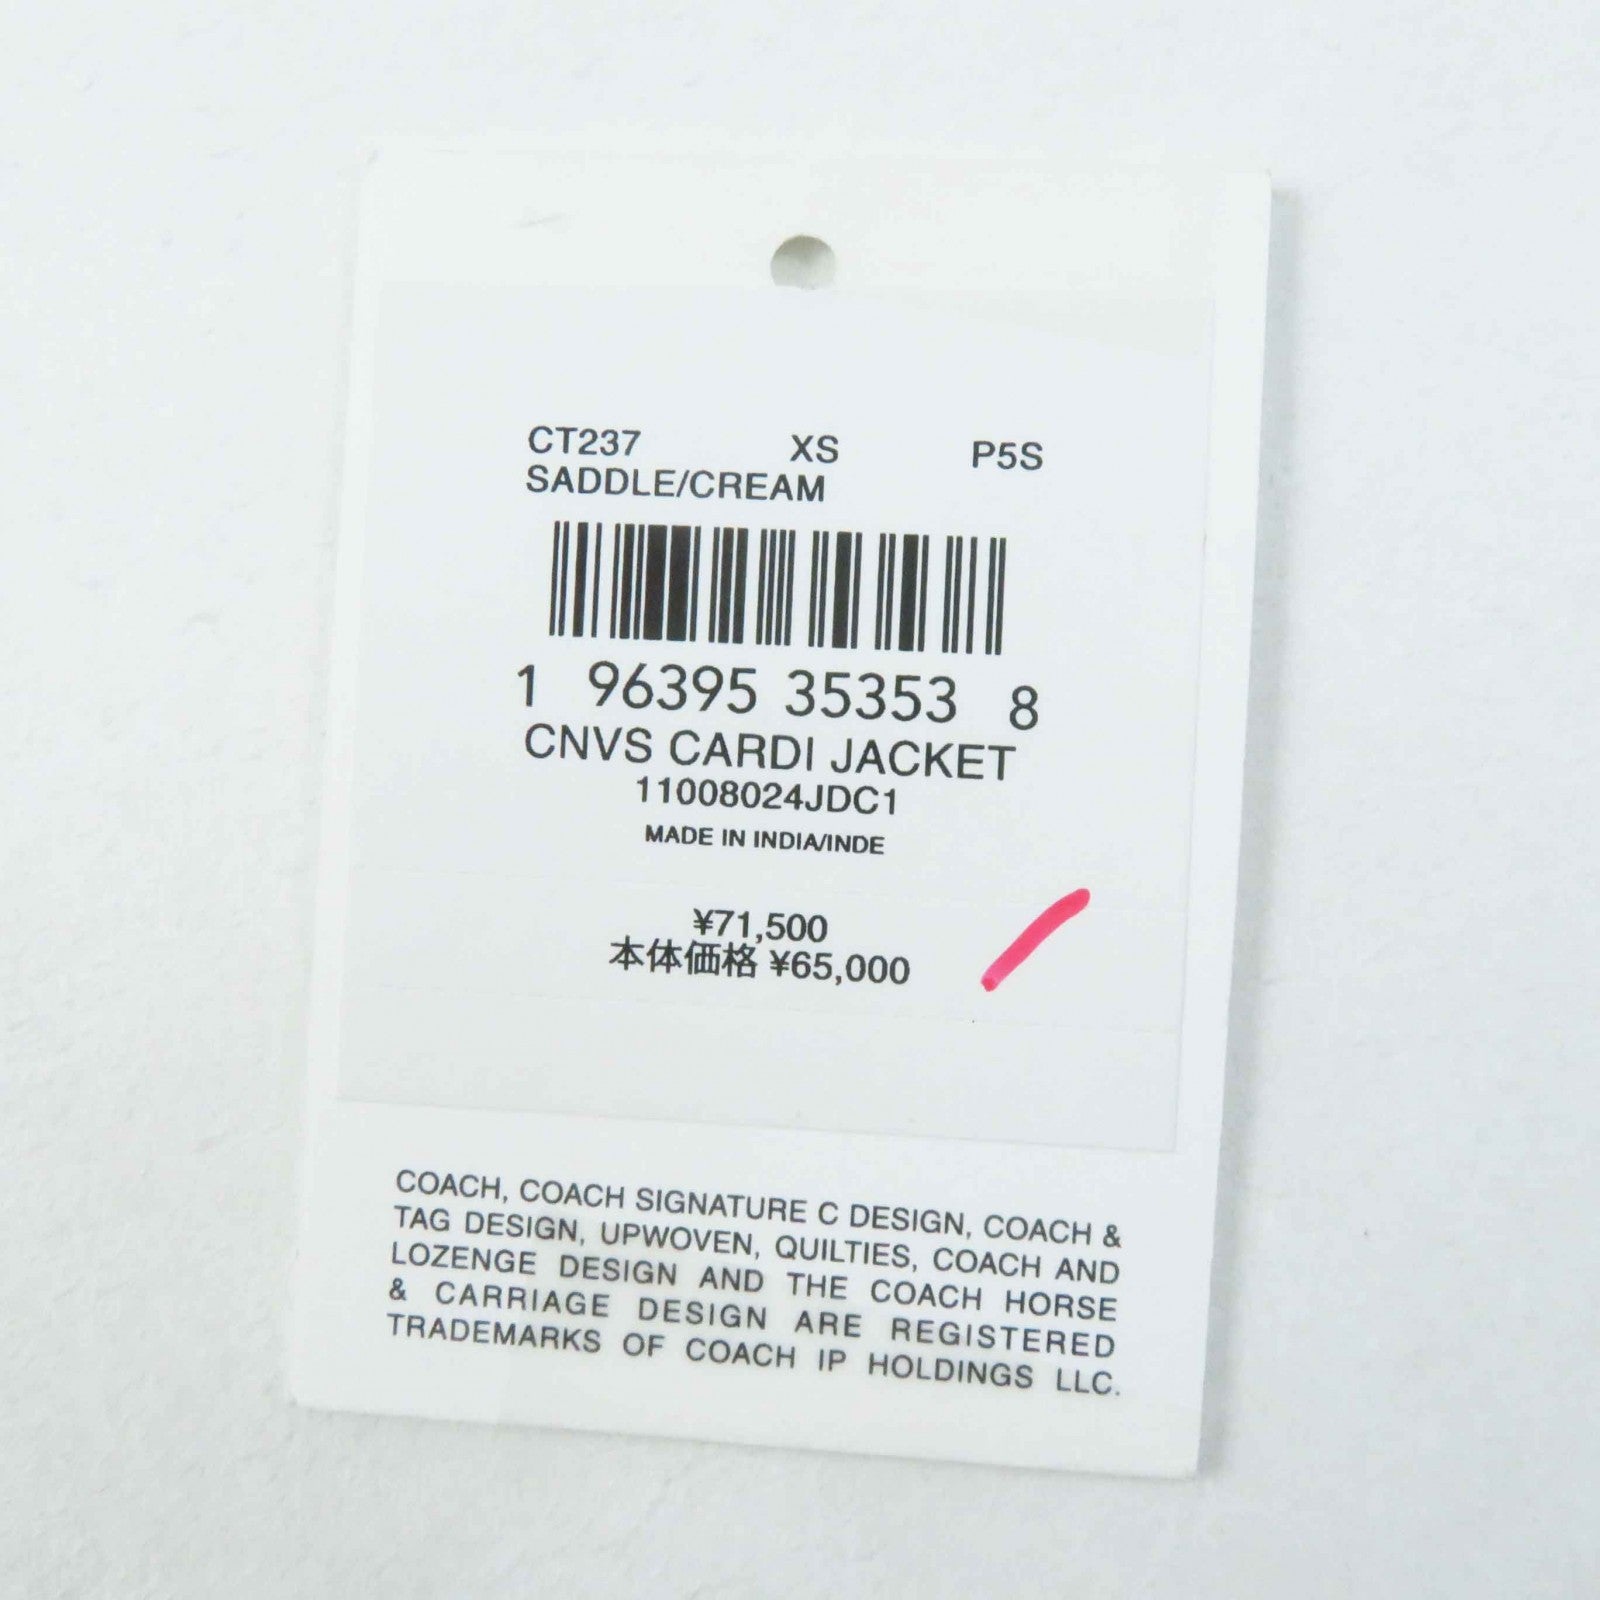 CT237 XS P5S
SADDLE/CREAM
1 96395 35353 8
CNVS CARDI JACKET
11008024JDC1
MADE IN INDIA/INDE
¥71,500
本体価格 ¥65,000
COACH, COACH SIGNATURE C DESIGN, COACH &
TAG DESIGN, UPWOVEN, QUILTIES, COACH AND
LOZENGE DESIGN AND THE COACH HORSE
& CARRIAGE DESIGN ARE REGISTERED
TRADEMARKS OF COACH IP HOLDINGS LLC.